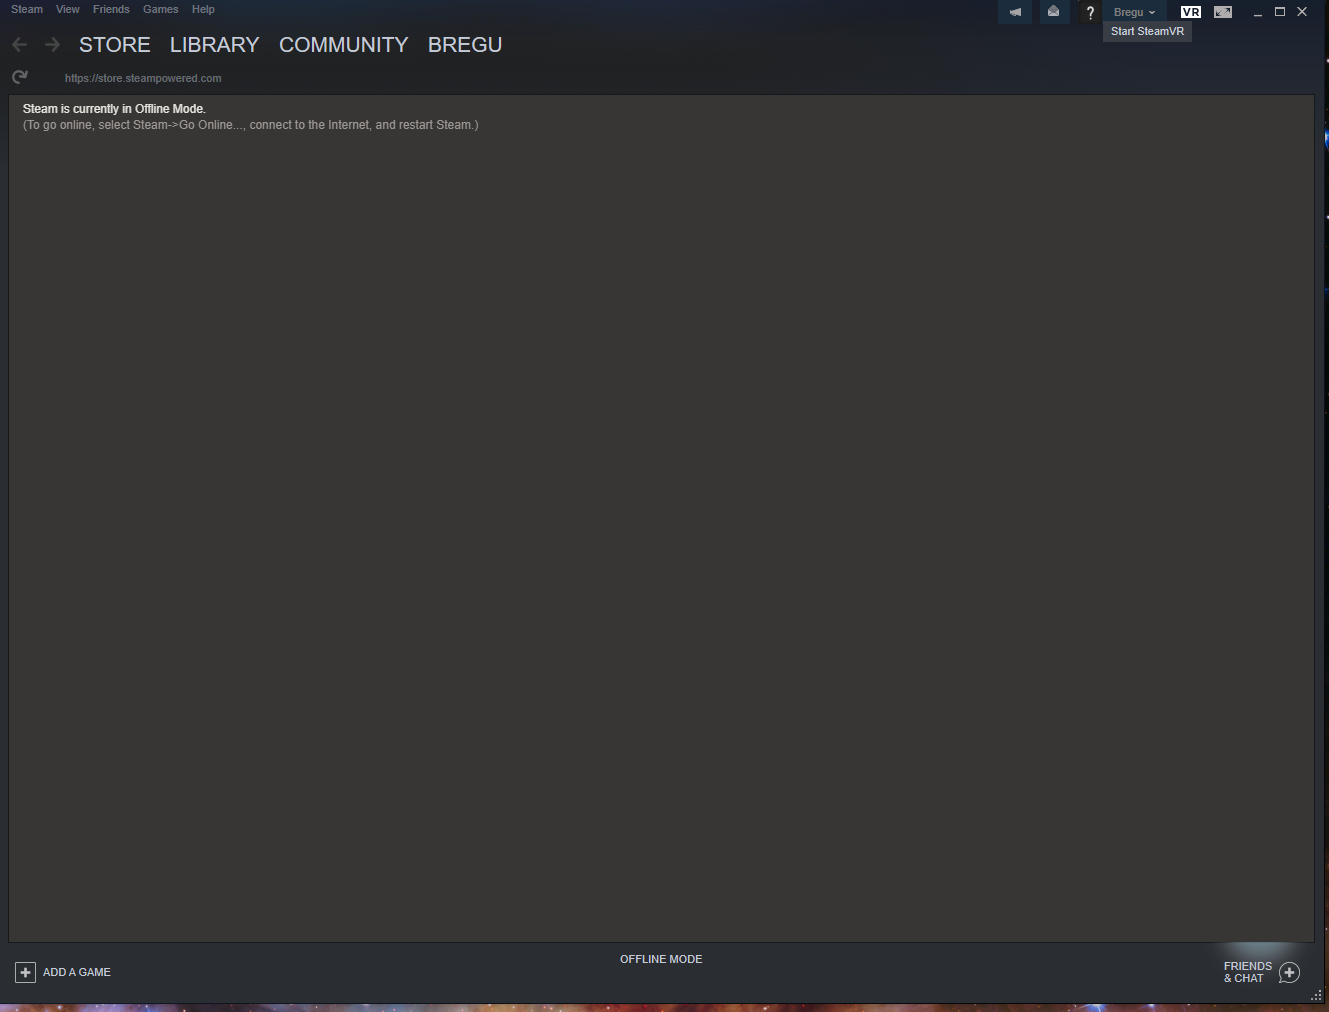 Steam View Friends Games Help
? Bregu VR
Start SteamVR
STORE LIBRARY COMMUNITY BREGU
https://store.steampowered.com
Steam is currently in Offline Mode.
(To go online, select Steam->Go Online..., connect to the Internet, and restart Steam.)
OFFLINE MODE
ADD A GAME
FRIENDS
& CHAT